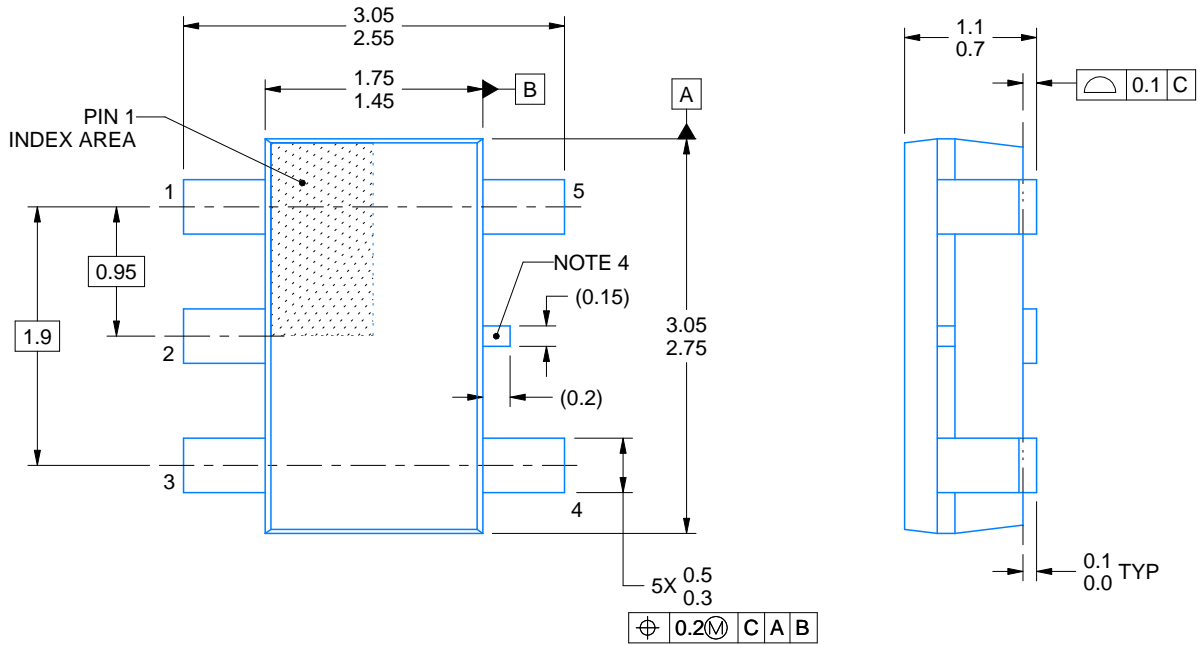 3.05
2.55
1.75
1.45
B
A
PIN 1
INDEX AREA
1
5
0.95
1.9
2
NOTE 4
(0.15)
3.05
2.75
(0.2)
3
4
5X 0.5
0.3
⌖ 0.2Ⓜ C A B
1.1
0.7
⌓ 0.1 C
0.1
0.0 TYP